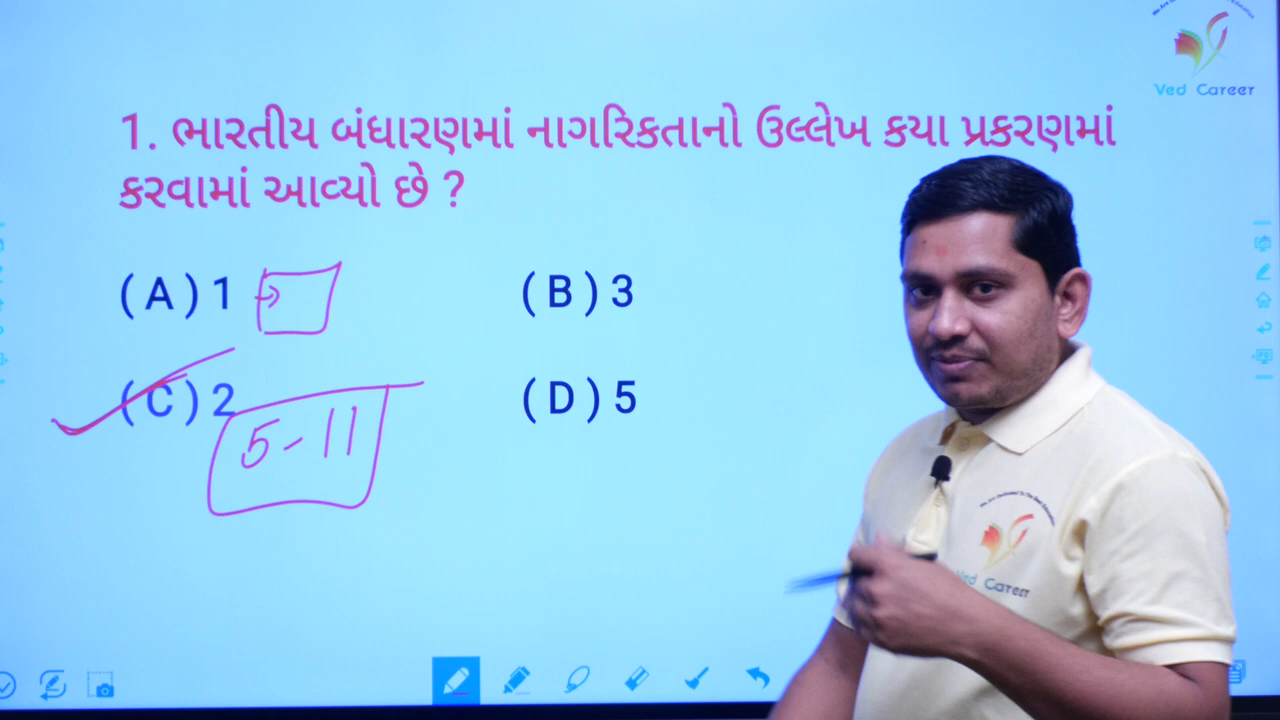 Ved Career
1. ભારતીય બંધારણમાં નાગરિકતાનો ઉલ્લેખ કયા પ્રકરણમાં
કરવામાં આવ્યો છે ?
(A) 1
(B) 3
(C) 2
(D) 5
5-11
Ved Career